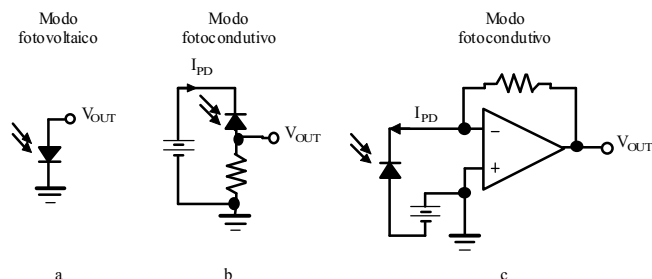 Modo
fotovoltaico
V_OUT
a
Modo
fotocondutivo
I_PD
V_OUT
b
Modo
fotocondutivo
I_PD
−
+
V_OUT
c